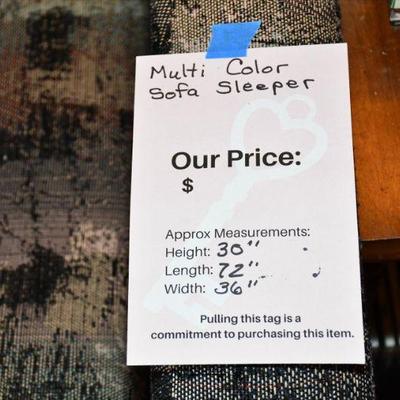 Multi Color
Sofa Sleeper
Our Price:
$
Approx Measurements:
Height: 30"
Length: 72"
Width: 36"
Pulling this tag is a
commitment to purchasing this item.